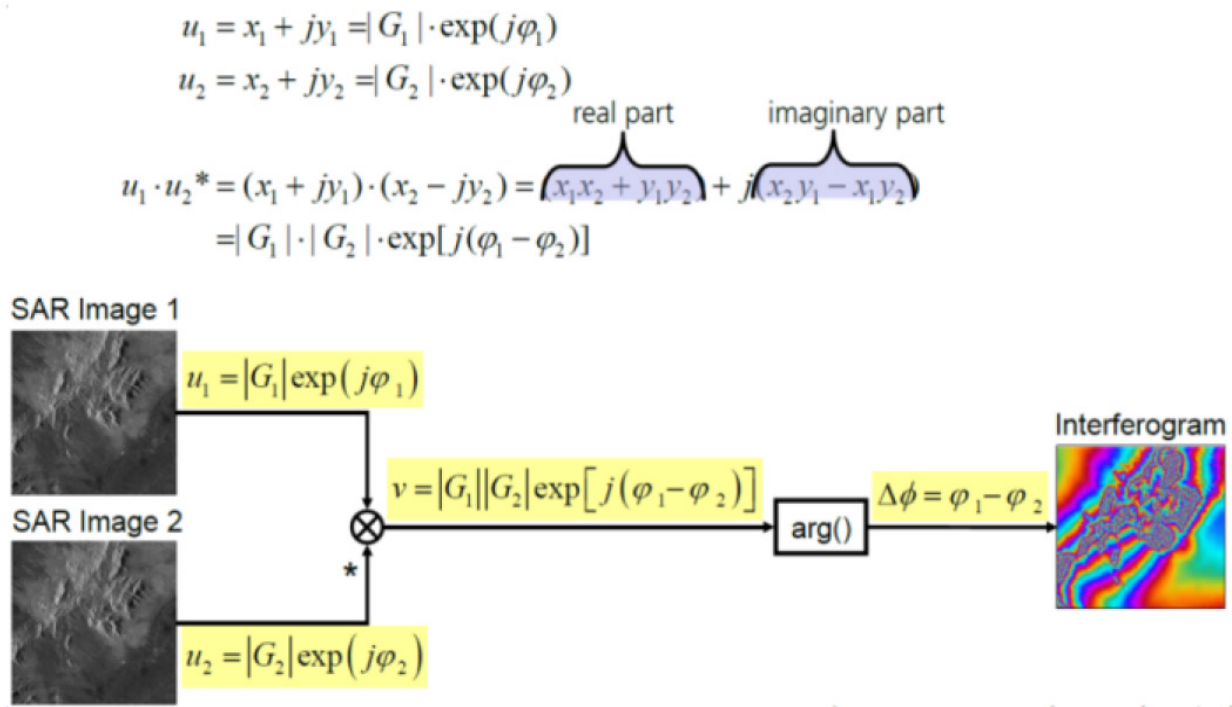 u₁ = x₁ + jy₁ =| G₁ | · exp(jφ₁)
u₂ = x₂ + jy₂ =| G₂ | · exp(jφ₂)
real part imaginary part
u₁ · u₂* = (x₁ + jy₁) · (x₂ − jy₂) = (x₁x₂ + y₁y₂) + j(x₂y₁ − x₁y₂)
=| G₁ | · | G₂ | · exp[j(φ₁ − φ₂)]
SAR Image 1
u₁ = |G₁| exp(jφ₁)
Interferogram
v = |G₁||G₂| exp[j(φ₁ − φ₂)]
Δϕ = φ₁ − φ₂
SAR Image 2
arg()
*
u₂ = |G₂| exp(jφ₂)